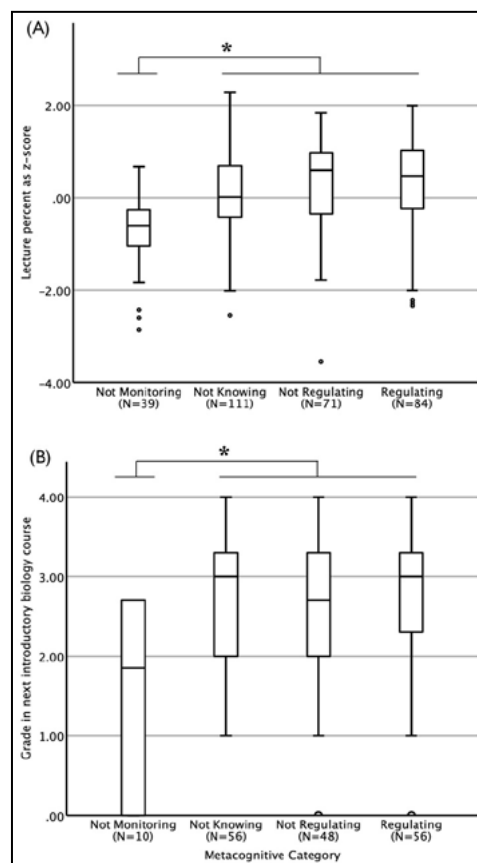 (A)
*
Lecture percent as z-score
2.00
.00
-2.00
-4.00
Not Monitoring Not Knowing Not Regulating Regulating
(N=39) (N=111) (N=71) (N=84)
(B)
*
Grade in next introductory biology course
4.00
3.00
2.00
1.00
.00
Not Monitoring Not Knowing Not Regulating Regulating
(N=10) (N=56) (N=48) (N=56)
Metacognitive Category